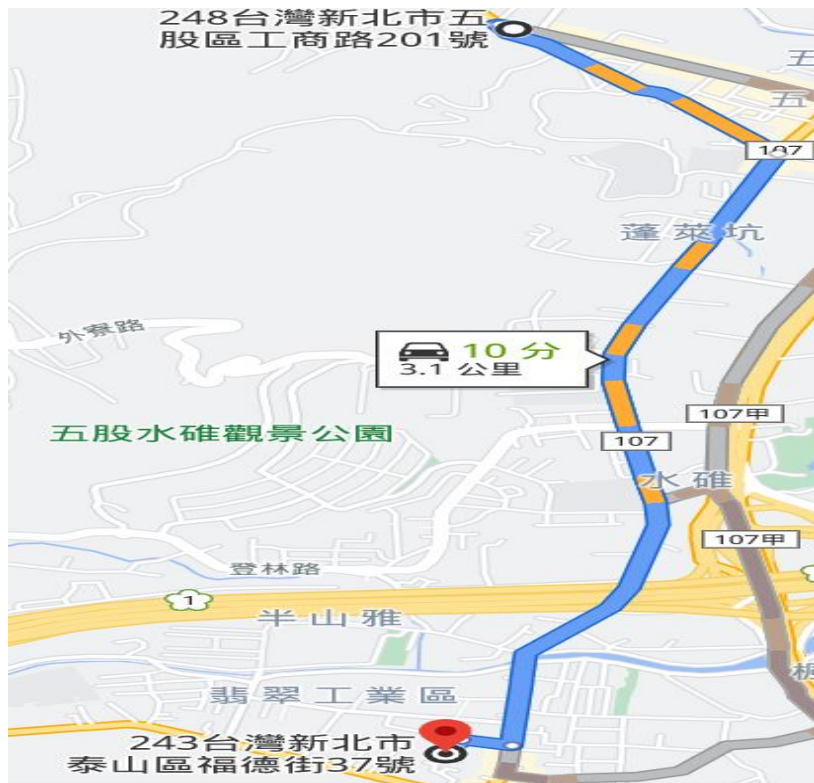 248台灣新北市五
股區工商路201號
五
五
107
蓬萊坑
外寮路
10 分
3.1 公里
107甲
五股水碓觀景公園
107
水碓
107甲
登林路
1
半山雅
翡翠工業區
243台灣新北市
泰山區福德街37號